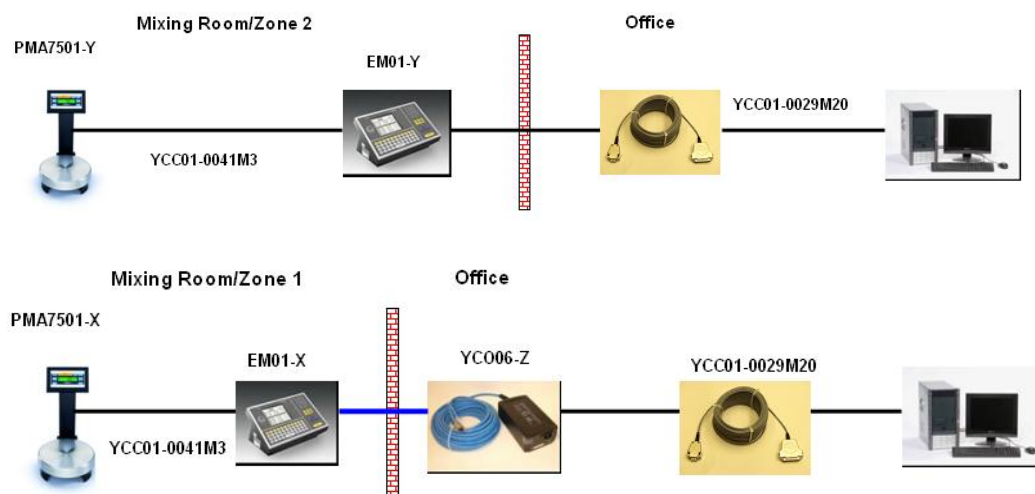 Mixing Room/Zone 2
Office
PMA7501-Y
EM01-Y
YCC01-0029M20
YCC01-0041M3
Mixing Room/Zone 1
Office
PMA7501-X
EM01-X
YCO06-Z
YCC01-0029M20
YCC01-0041M3